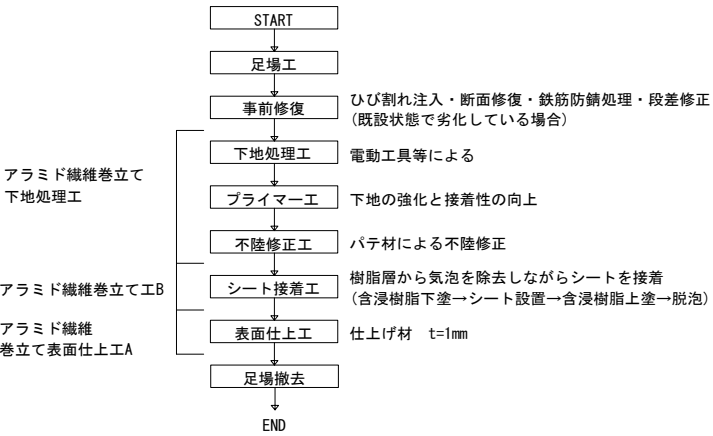 START
足場工
事前修復
ひび割れ注入・断面修復・鉄筋防錆処理・段差修正
(既設状態で劣化している場合)
アラミド繊維巻立て
下地処理工
下地処理工
電動工具等による
プライマー工
下地の強化と接着性の向上
不陸修正工
パテ材による不陸修正
アラミド繊維巻立て工B
シート接着工
樹脂層から気泡を除去しながらシートを接着
(含浸樹脂下塗→シート設置→含浸樹脂上塗→脱泡)
アラミド繊維
巻立て表面仕上工A
表面仕上工
仕上げ材 t=1㎜
足場撤去
END